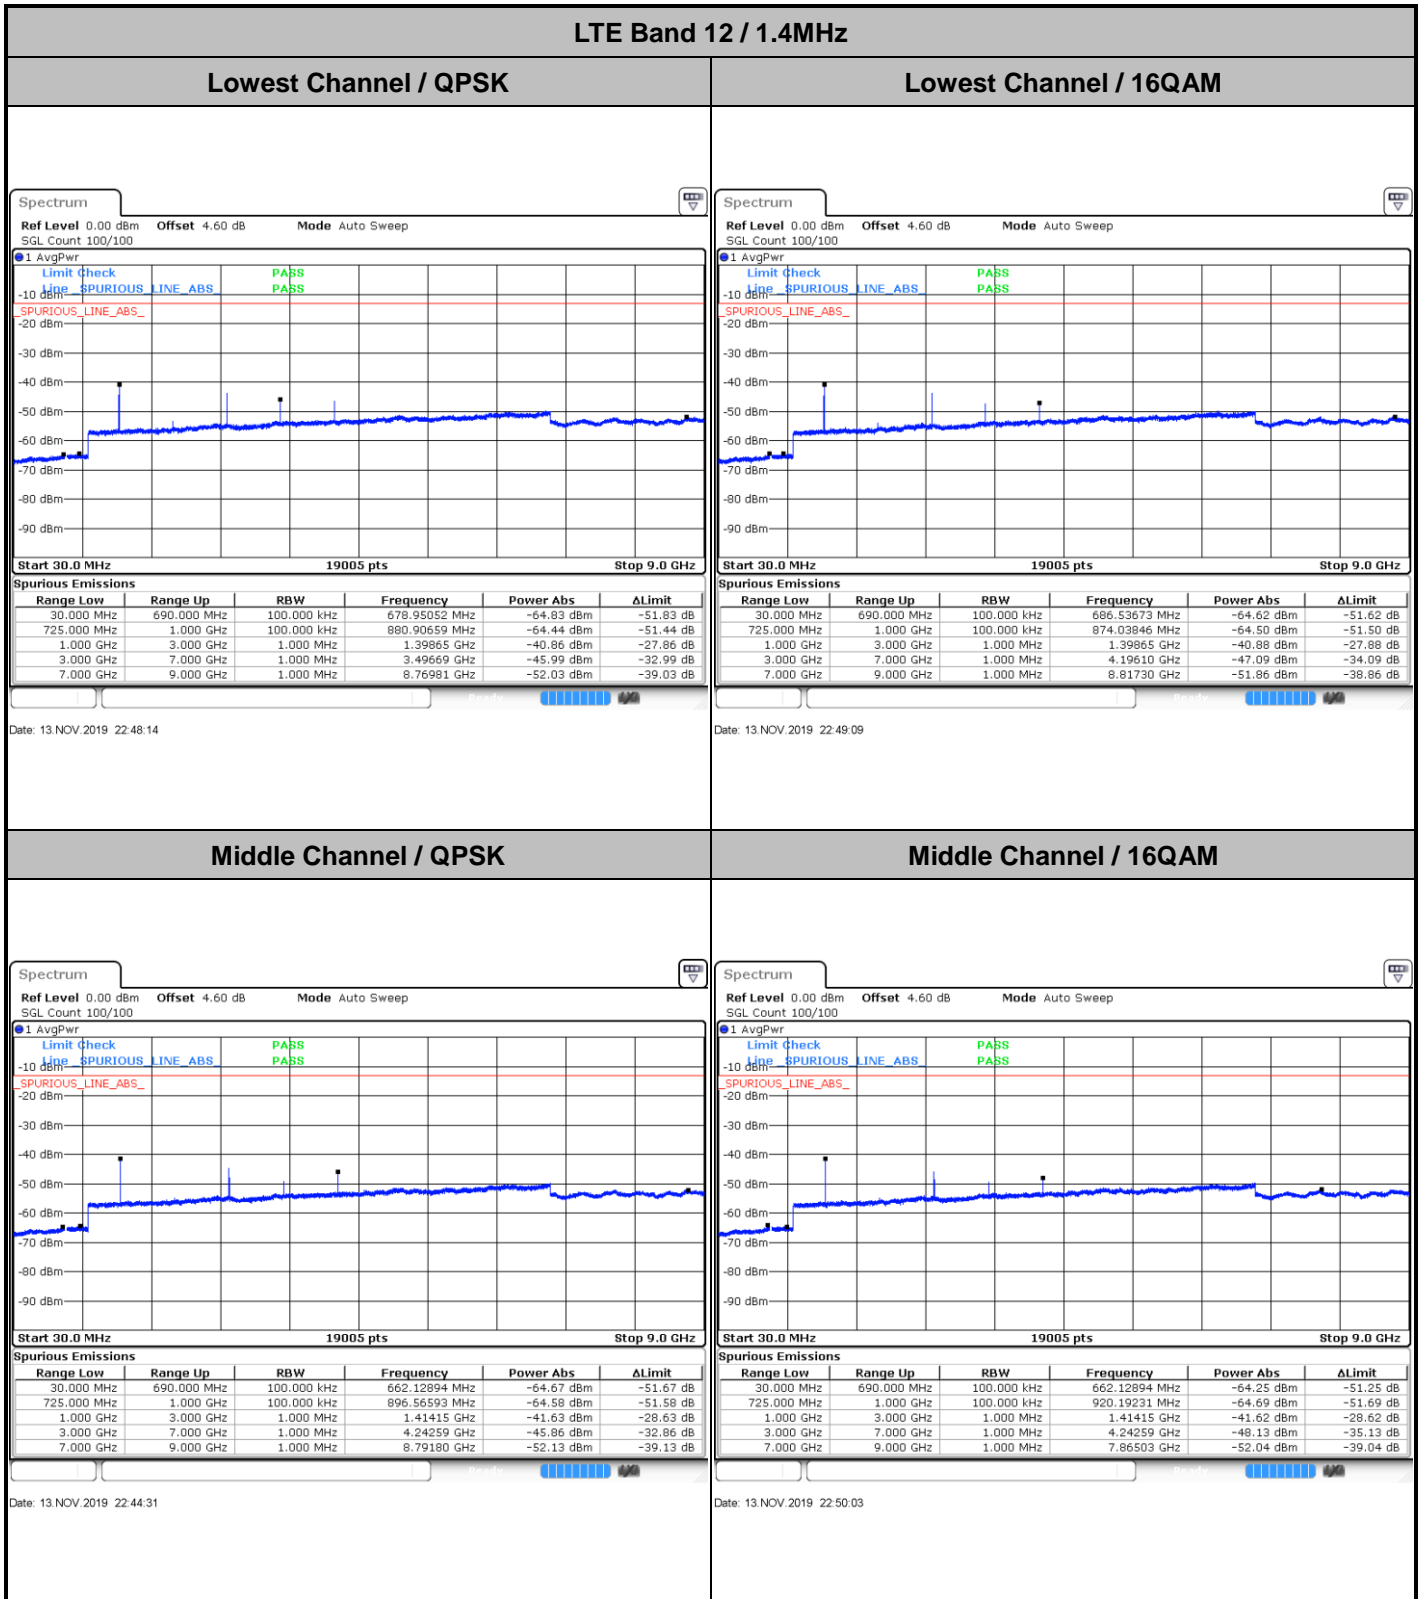 LTE Band 12 / 1.4MHz
Lowest Channel / QPSK
Lowest Channel / 16QAM
Spectrum
Ref Level 0.00 dBm Offset 4.60 dB Mode Auto Sweep
SGL Count 100/100
1 AvgPwr
Limit Check PASS
Line _SPURIOUS_LINE_ABS_ PASS
-10 dBm
_SPURIOUS_LINE_ABS_
-20 dBm
-30 dBm
-40 dBm
-50 dBm
-60 dBm
-70 dBm
-80 dBm
-90 dBm
Start 30.0 MHz 19005 pts Stop 9.0 GHz
Spurious Emissions
Range Low Range Up RBW Frequency Power Abs ΔLimit
30.000 MHz 690.000 MHz 100.000 kHz 678.95052 MHz -64.83 dBm -51.83 dB
725.000 MHz 1.000 GHz 100.000 kHz 880.90659 MHz -64.44 dBm -51.44 dB
1.000 GHz 3.000 GHz 1.000 MHz 1.39865 GHz -40.86 dBm -27.86 dB
3.000 GHz 7.000 GHz 1.000 MHz 3.49669 GHz -45.99 dBm -32.99 dB
7.000 GHz 9.000 GHz 1.000 MHz 8.76981 GHz -52.03 dBm -39.03 dB
Ready
Date: 13.NOV.2019 22:48:14
Spectrum
Ref Level 0.00 dBm Offset 4.60 dB Mode Auto Sweep
SGL Count 100/100
1 AvgPwr
Limit Check PASS
Line _SPURIOUS_LINE_ABS_ PASS
-10 dBm
_SPURIOUS_LINE_ABS_
-20 dBm
-30 dBm
-40 dBm
-50 dBm
-60 dBm
-70 dBm
-80 dBm
-90 dBm
Start 30.0 MHz 19005 pts Stop 9.0 GHz
Spurious Emissions
Range Low Range Up RBW Frequency Power Abs ΔLimit
30.000 MHz 690.000 MHz 100.000 kHz 686.53673 MHz -64.62 dBm -51.62 dB
725.000 MHz 1.000 GHz 100.000 kHz 874.03846 MHz -64.50 dBm -51.50 dB
1.000 GHz 3.000 GHz 1.000 MHz 1.39865 GHz -40.88 dBm -27.88 dB
3.000 GHz 7.000 GHz 1.000 MHz 4.19610 GHz -47.09 dBm -34.09 dB
7.000 GHz 9.000 GHz 1.000 MHz 8.81730 GHz -51.86 dBm -38.86 dB
Ready
Date: 13.NOV.2019 22:49:09
Middle Channel / QPSK
Middle Channel / 16QAM
Spectrum
Ref Level 0.00 dBm Offset 4.60 dB Mode Auto Sweep
SGL Count 100/100
1 AvgPwr
Limit Check PASS
Line _SPURIOUS_LINE_ABS_ PASS
-10 dBm
_SPURIOUS_LINE_ABS_
-20 dBm
-30 dBm
-40 dBm
-50 dBm
-60 dBm
-70 dBm
-80 dBm
-90 dBm
Start 30.0 MHz 19005 pts Stop 9.0 GHz
Spurious Emissions
Range Low Range Up RBW Frequency Power Abs ΔLimit
30.000 MHz 690.000 MHz 100.000 kHz 662.12894 MHz -64.67 dBm -51.67 dB
725.000 MHz 1.000 GHz 100.000 kHz 896.56593 MHz -64.58 dBm -51.58 dB
1.000 GHz 3.000 GHz 1.000 MHz 1.41415 GHz -41.63 dBm -28.63 dB
3.000 GHz 7.000 GHz 1.000 MHz 4.24259 GHz -45.86 dBm -32.86 dB
7.000 GHz 9.000 GHz 1.000 MHz 8.79180 GHz -52.13 dBm -39.13 dB
Ready
Date: 13.NOV.2019 22:44:31
Spectrum
Ref Level 0.00 dBm Offset 4.60 dB Mode Auto Sweep
SGL Count 100/100
1 AvgPwr
Limit Check PASS
Line _SPURIOUS_LINE_ABS_ PASS
-10 dBm
_SPURIOUS_LINE_ABS_
-20 dBm
-30 dBm
-40 dBm
-50 dBm
-60 dBm
-70 dBm
-80 dBm
-90 dBm
Start 30.0 MHz 19005 pts Stop 9.0 GHz
Spurious Emissions
Range Low Range Up RBW Frequency Power Abs ΔLimit
30.000 MHz 690.000 MHz 100.000 kHz 662.12894 MHz -64.25 dBm -51.25 dB
725.000 MHz 1.000 GHz 100.000 kHz 920.19231 MHz -64.69 dBm -51.69 dB
1.000 GHz 3.000 GHz 1.000 MHz 1.41415 GHz -41.62 dBm -28.62 dB
3.000 GHz 7.000 GHz 1.000 MHz 4.24259 GHz -48.13 dBm -35.13 dB
7.000 GHz 9.000 GHz 1.000 MHz 7.86503 GHz -52.04 dBm -39.04 dB
Ready
Date: 13.NOV.2019 22:50:03